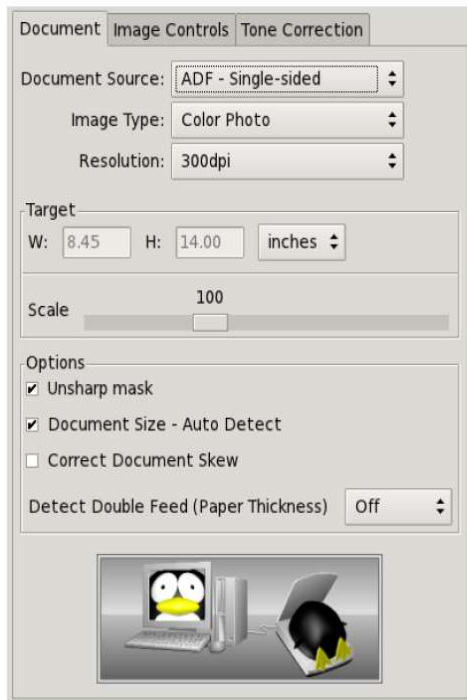 Document Image Controls Tone Correction
Document Source: ADF - Single-sided
Image Type: Color Photo
Resolution: 300dpi
Target
W: 8.45 H: 14.00 inches
100
Scale
Options
Unsharp mask
Document Size - Auto Detect
Correct Document Skew
Detect Double Feed (Paper Thickness) Off